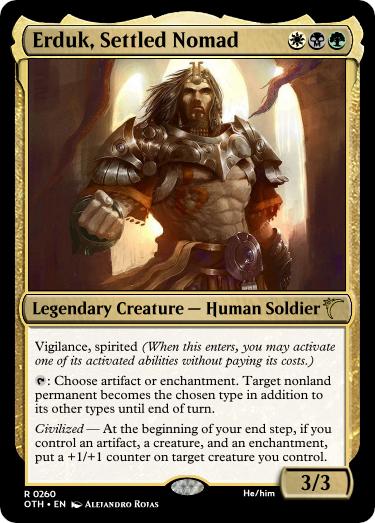 Erduk, Settled Nomad
Legendary Creature — Human Soldier
Vigilance, spirited (When this enters, you may activate
one of its activated abilities without paying its costs.)
: Choose artifact or enchantment. Target nonland
permanent becomes the chosen type in addition to
its other types until end of turn.
Civilized — At the beginning of your end step, if you
control an artifact, a creature, and an enchantment,
put a +1/+1 counter on target creature you control.
3/3
R 0260
OTH • EN Alejandro Rojas
He/him